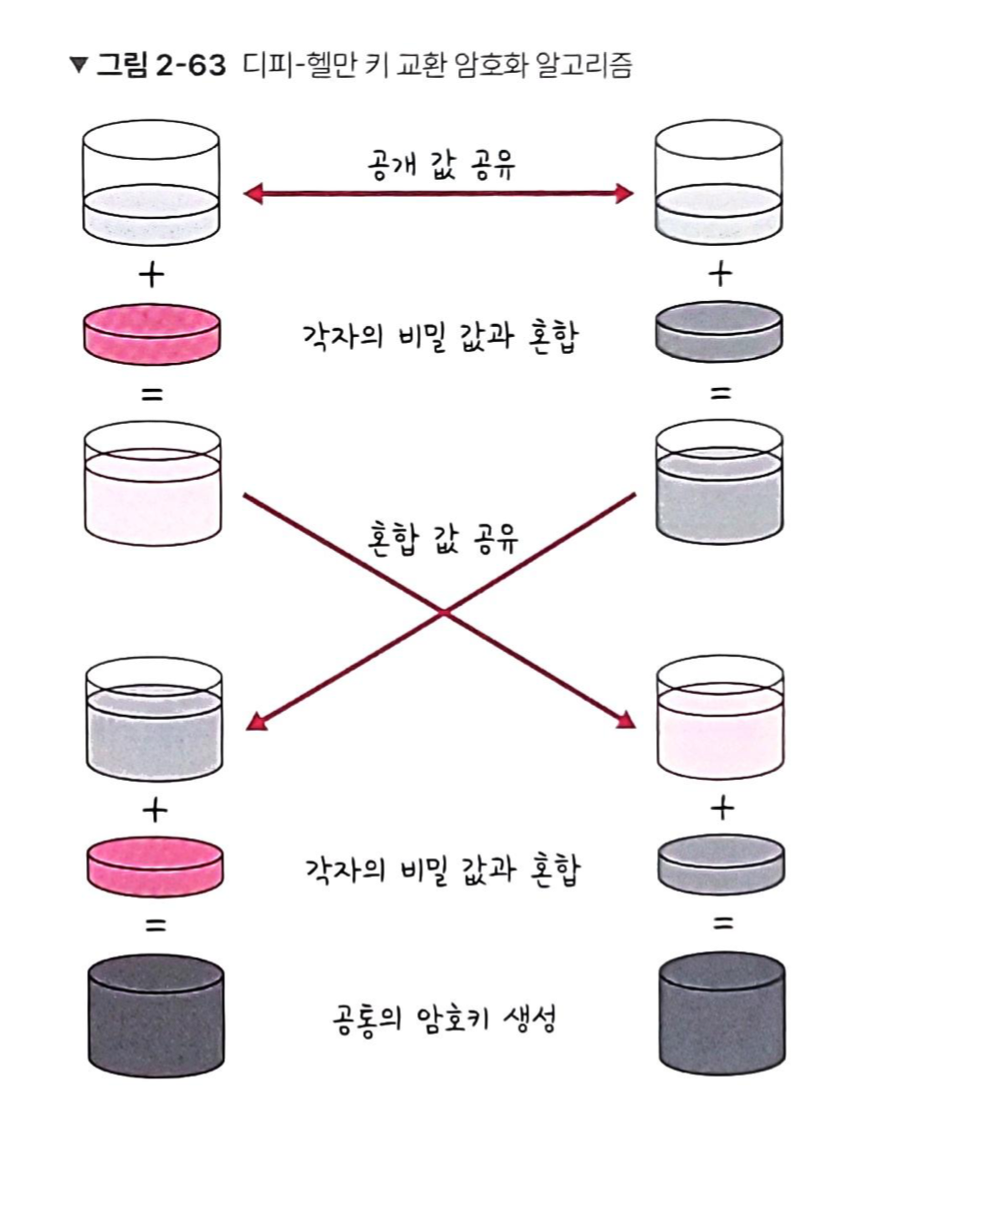 ▼ 그림 2-63 디피-헬만 키 교환 암호화 알고리즘
공개 값 공유
+ +
각자의 비밀 값과 혼합
= =
혼합 값 공유
+ +
각자의 비밀 값과 혼합
= =
공통의 암호키 생성